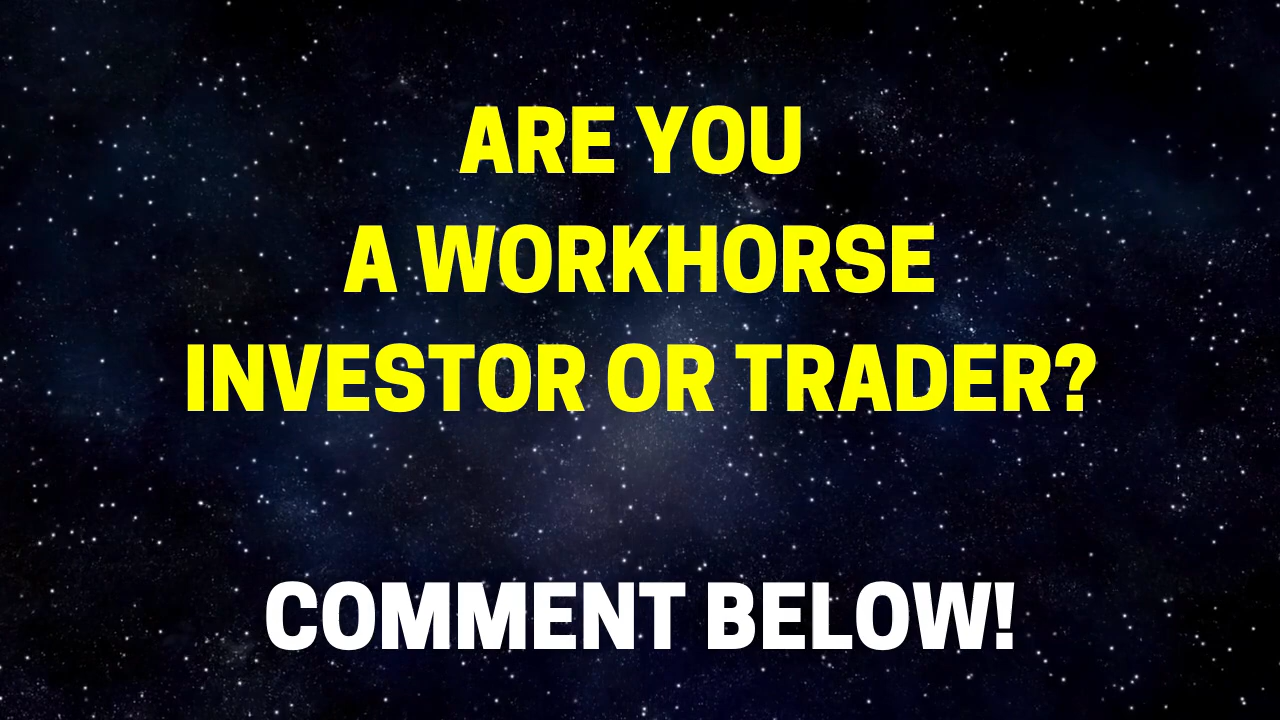 ARE YOU
A WORKHORSE
INVESTOR OR TRADER?
COMMENT BELOW!